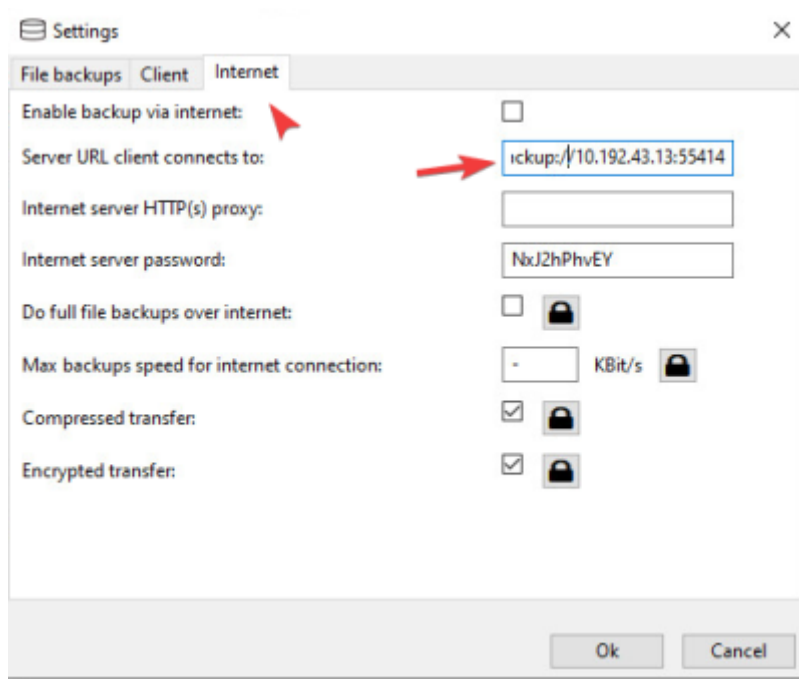 Settings
File backups Client Internet
Enable backup via internet:
Server URL client connects to: ickup://10.192.43.13:55414
Internet server HTTP(s) proxy:
Internet server password: NxJ2hPhvEY
Do full file backups over internet:
Max backups speed for internet connection: - KBit/s
Compressed transfer:
Encrypted transfer:
Ok Cancel